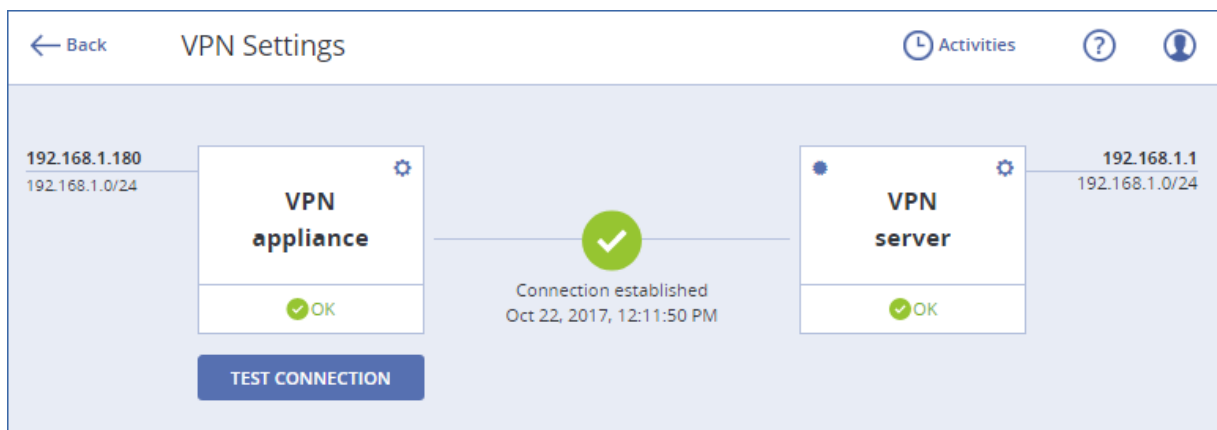 Back
VPN Settings
Activities
?
192.168.1.180
192.168.1.0/24
VPN
appliance
OK
TEST CONNECTION
Connection established
Oct 22, 2017, 12:11:50 PM
VPN
server
OK
192.168.1.1
192.168.1.0/24